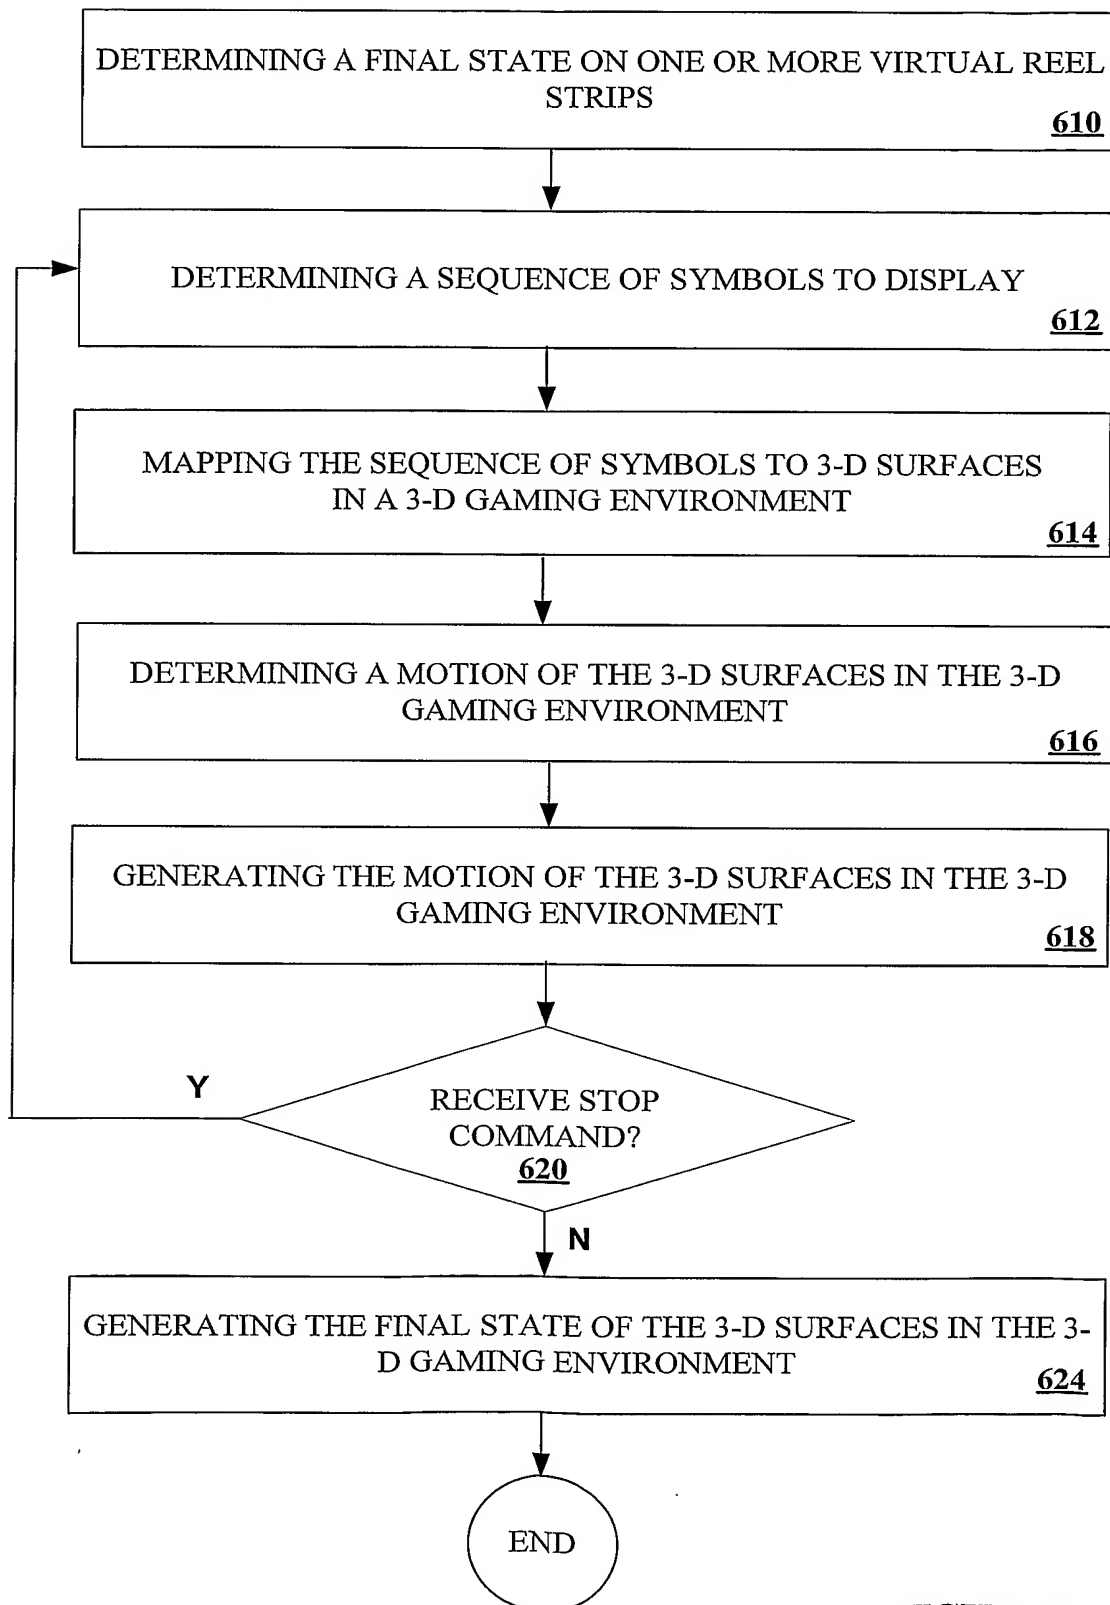 DETERMINING A FINAL STATE ON ONE OR MORE VIRTUAL REEL
STRIPS
610
DETERMINING A SEQUENCE OF SYMBOLS TO DISPLAY
612
MAPPING THE SEQUENCE OF SYMBOLS TO 3-D SURFACES
IN A 3-D GAMING ENVIRONMENT
614
DETERMINING A MOTION OF THE 3-D SURFACES IN THE 3-D
GAMING ENVIRONMENT
616
GENERATING THE MOTION OF THE 3-D SURFACES IN THE 3-D
GAMING ENVIRONMENT
618
Y
RECEIVE STOP
COMMAND?
620
N
GENERATING THE FINAL STATE OF THE 3-D SURFACES IN THE 3-
D GAMING ENVIRONMENT
624
END